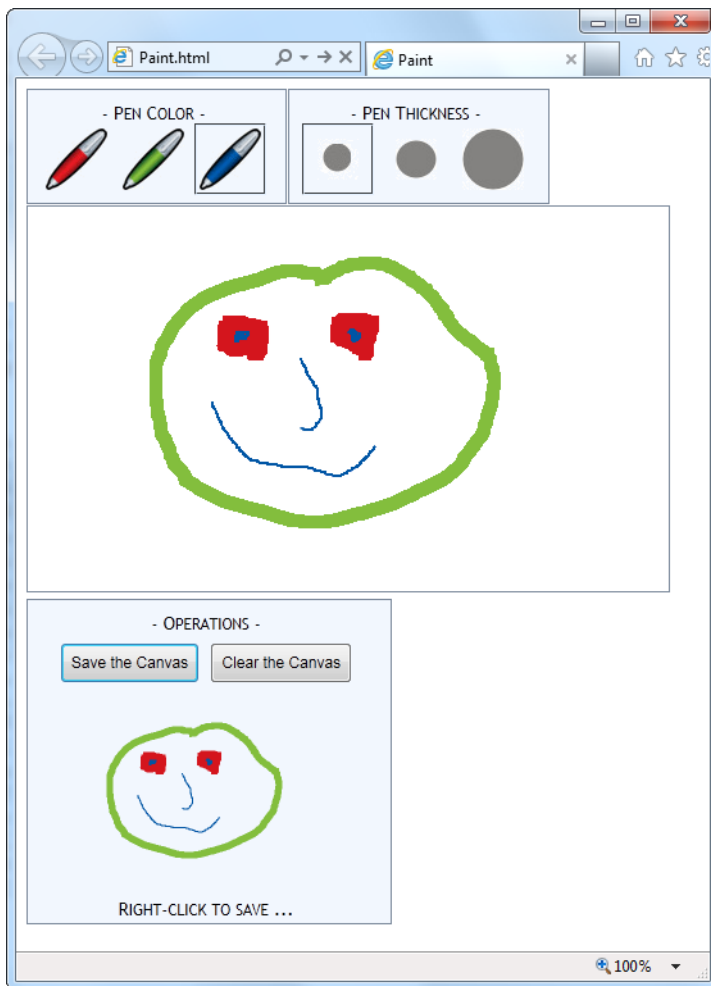 Paint.html
Paint
- PEN COLOR -
- PEN THICKNESS -
- OPERATIONS -
Save the Canvas
Clear the Canvas
RIGHT-CLICK TO SAVE ...
100%